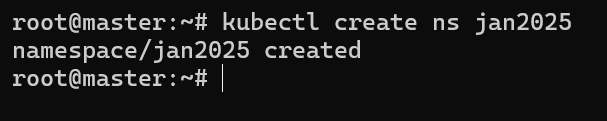 root@master:~# kubectl create ns jan2025
namespace/jan2025 created
root@master:~#